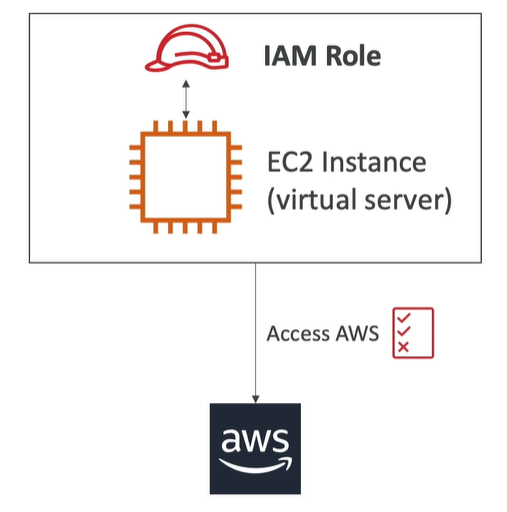 IAM Role
EC2 Instance
(virtual server)
Access AWS
aws